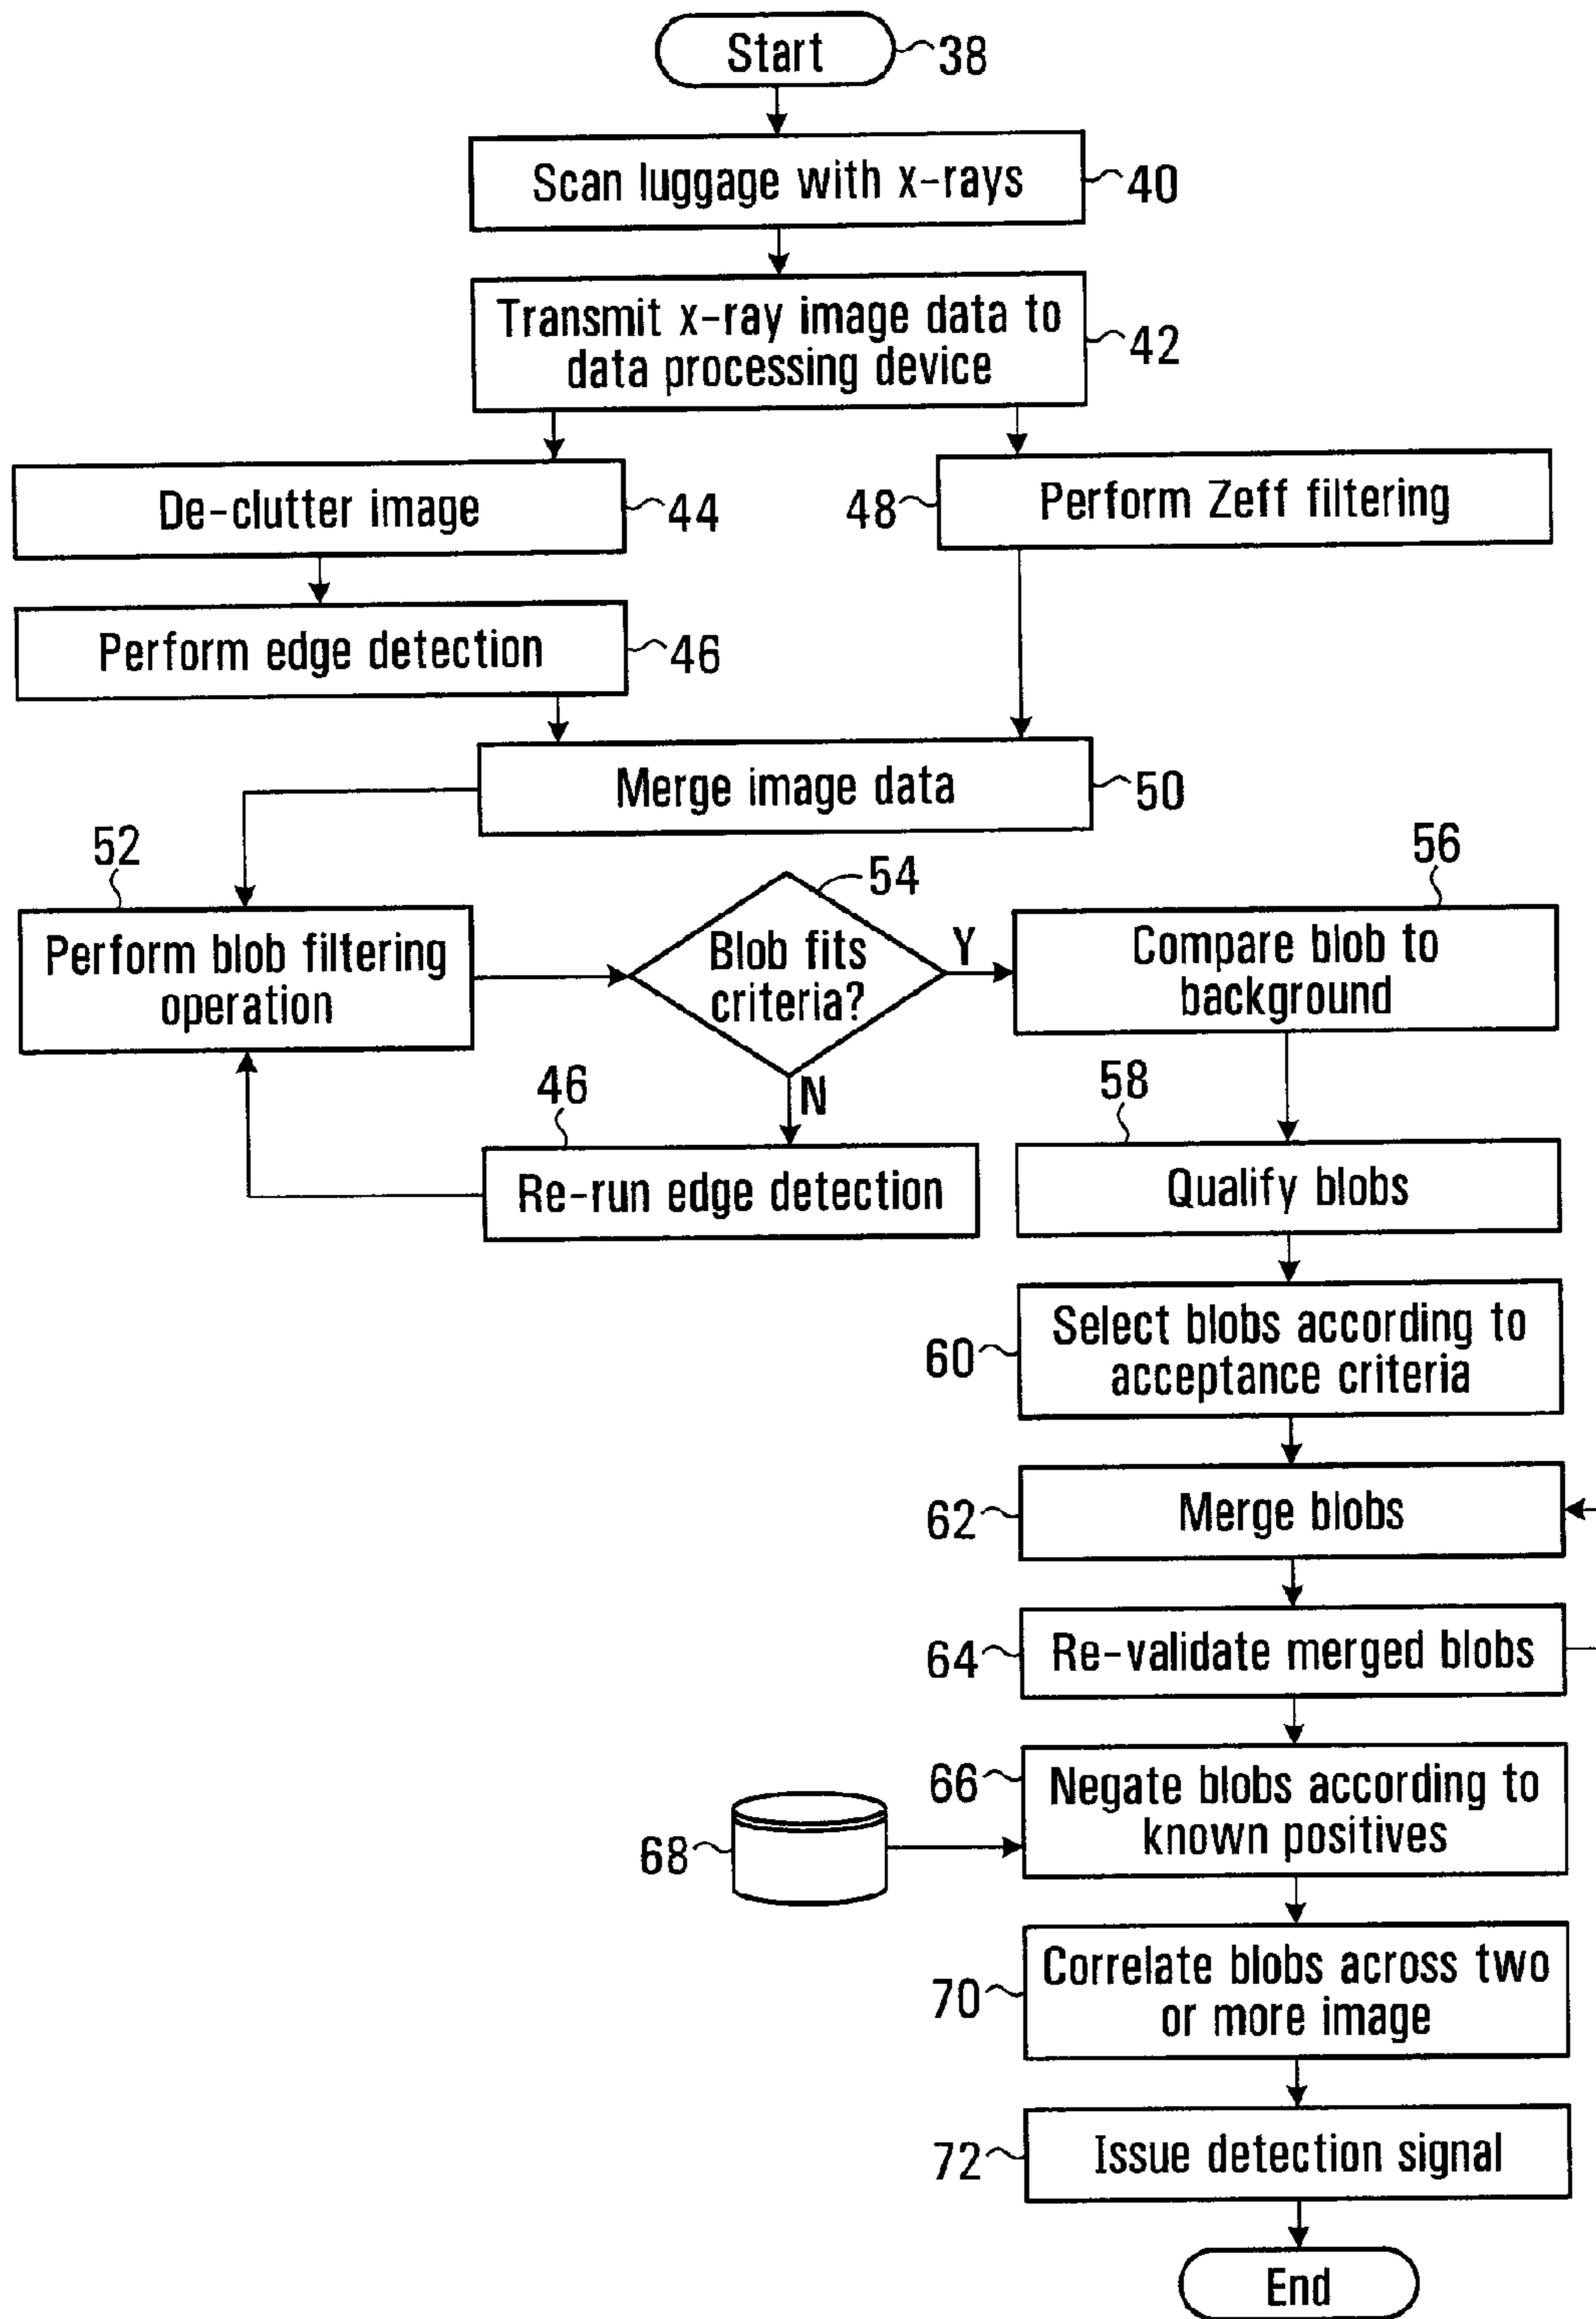 Start
38
Scan luggage with x-rays
40
Transmit x-ray image data to
data processing device
42
De-clutter image
44
48
Perform Zeff filtering
Perform edge detection
46
Merge image data
50
52
Perform blob filtering
operation
54
Blob fits
criteria?
Y
N
56
Compare blob to
background
46
Re-run edge detection
58
Qualify blobs
60
Select blobs according to
acceptance criteria
62
Merge blobs
64
Re-validate merged blobs
66
Negate blobs according to
known positives
68
70
Correlate blobs across two
or more image
72
Issue detection signal
End